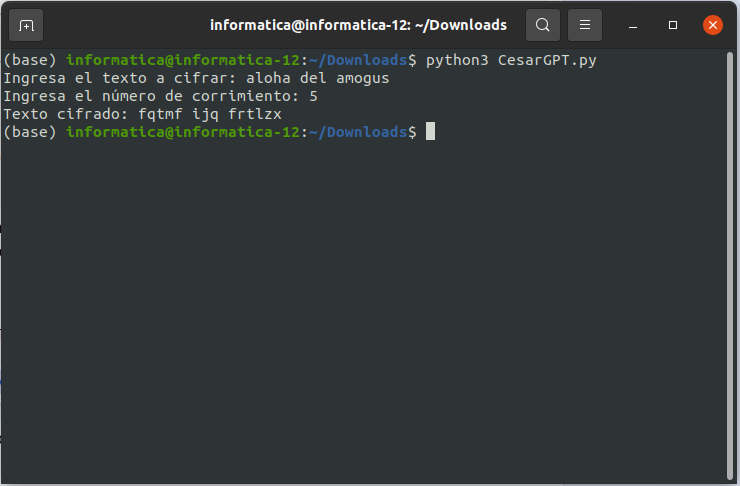 informatica@informatica-12: ~/Downloads
(base) informatica@informatica-12:~/Downloads$ python3 CesarGPT.py
Ingresa el texto a cifrar: aloha del amogus
Ingresa el número de corrimiento: 5
Texto cifrado: fqtmf ijq frtlzx
(base) informatica@informatica-12:~/Downloads$